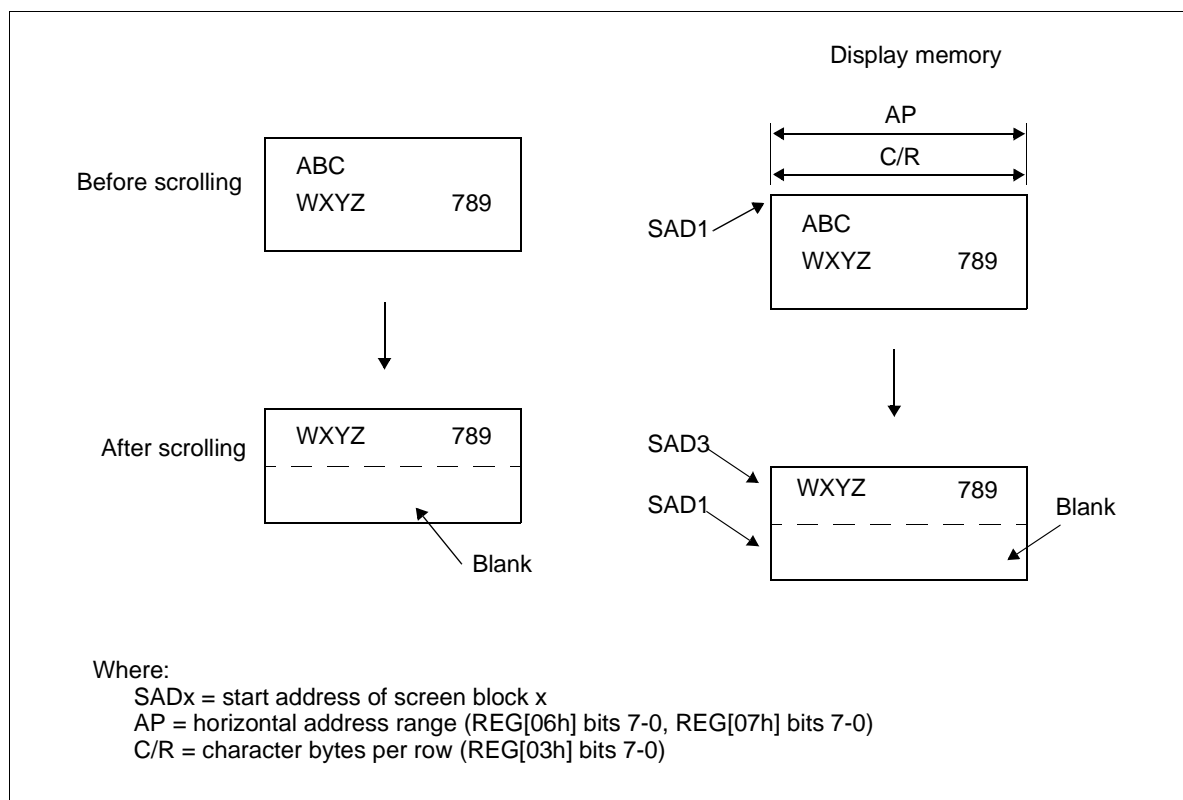 Display memory
AP
C/R
Before scrolling
ABC
WXYZ 789
SAD1
ABC
WXYZ 789
After scrolling
WXYZ 789
Blank
SAD3
SAD1
WXYZ 789
Blank
Where:
SADx = start address of screen block x
AP = horizontal address range (REG[06h] bits 7-0, REG[07h] bits 7-0)
C/R = character bytes per row (REG[03h] bits 7-0)